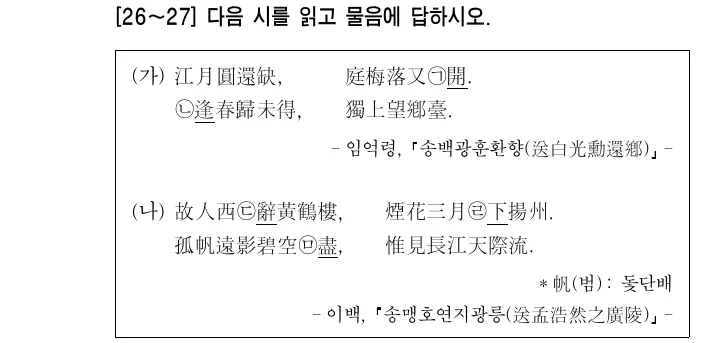 [26~27] 다음 시를 읽고 물음에 답하시오.
(가) 江月圓還缺, 庭梅落又㉠開.
㉡逢春歸未得, 獨上望鄕臺.
- 임억령, 『송백광훈환향(送白光勳還鄕)』 -
(나) 故人西㉢辭黃鶴樓, 煙花三月㉣下揚州.
孤帆遠影碧空㉤盡, 惟見長江天際流.
* 帆(범) : 돛단배
- 이백, 『송맹호연지광릉(送孟浩然之廣陵)』 -